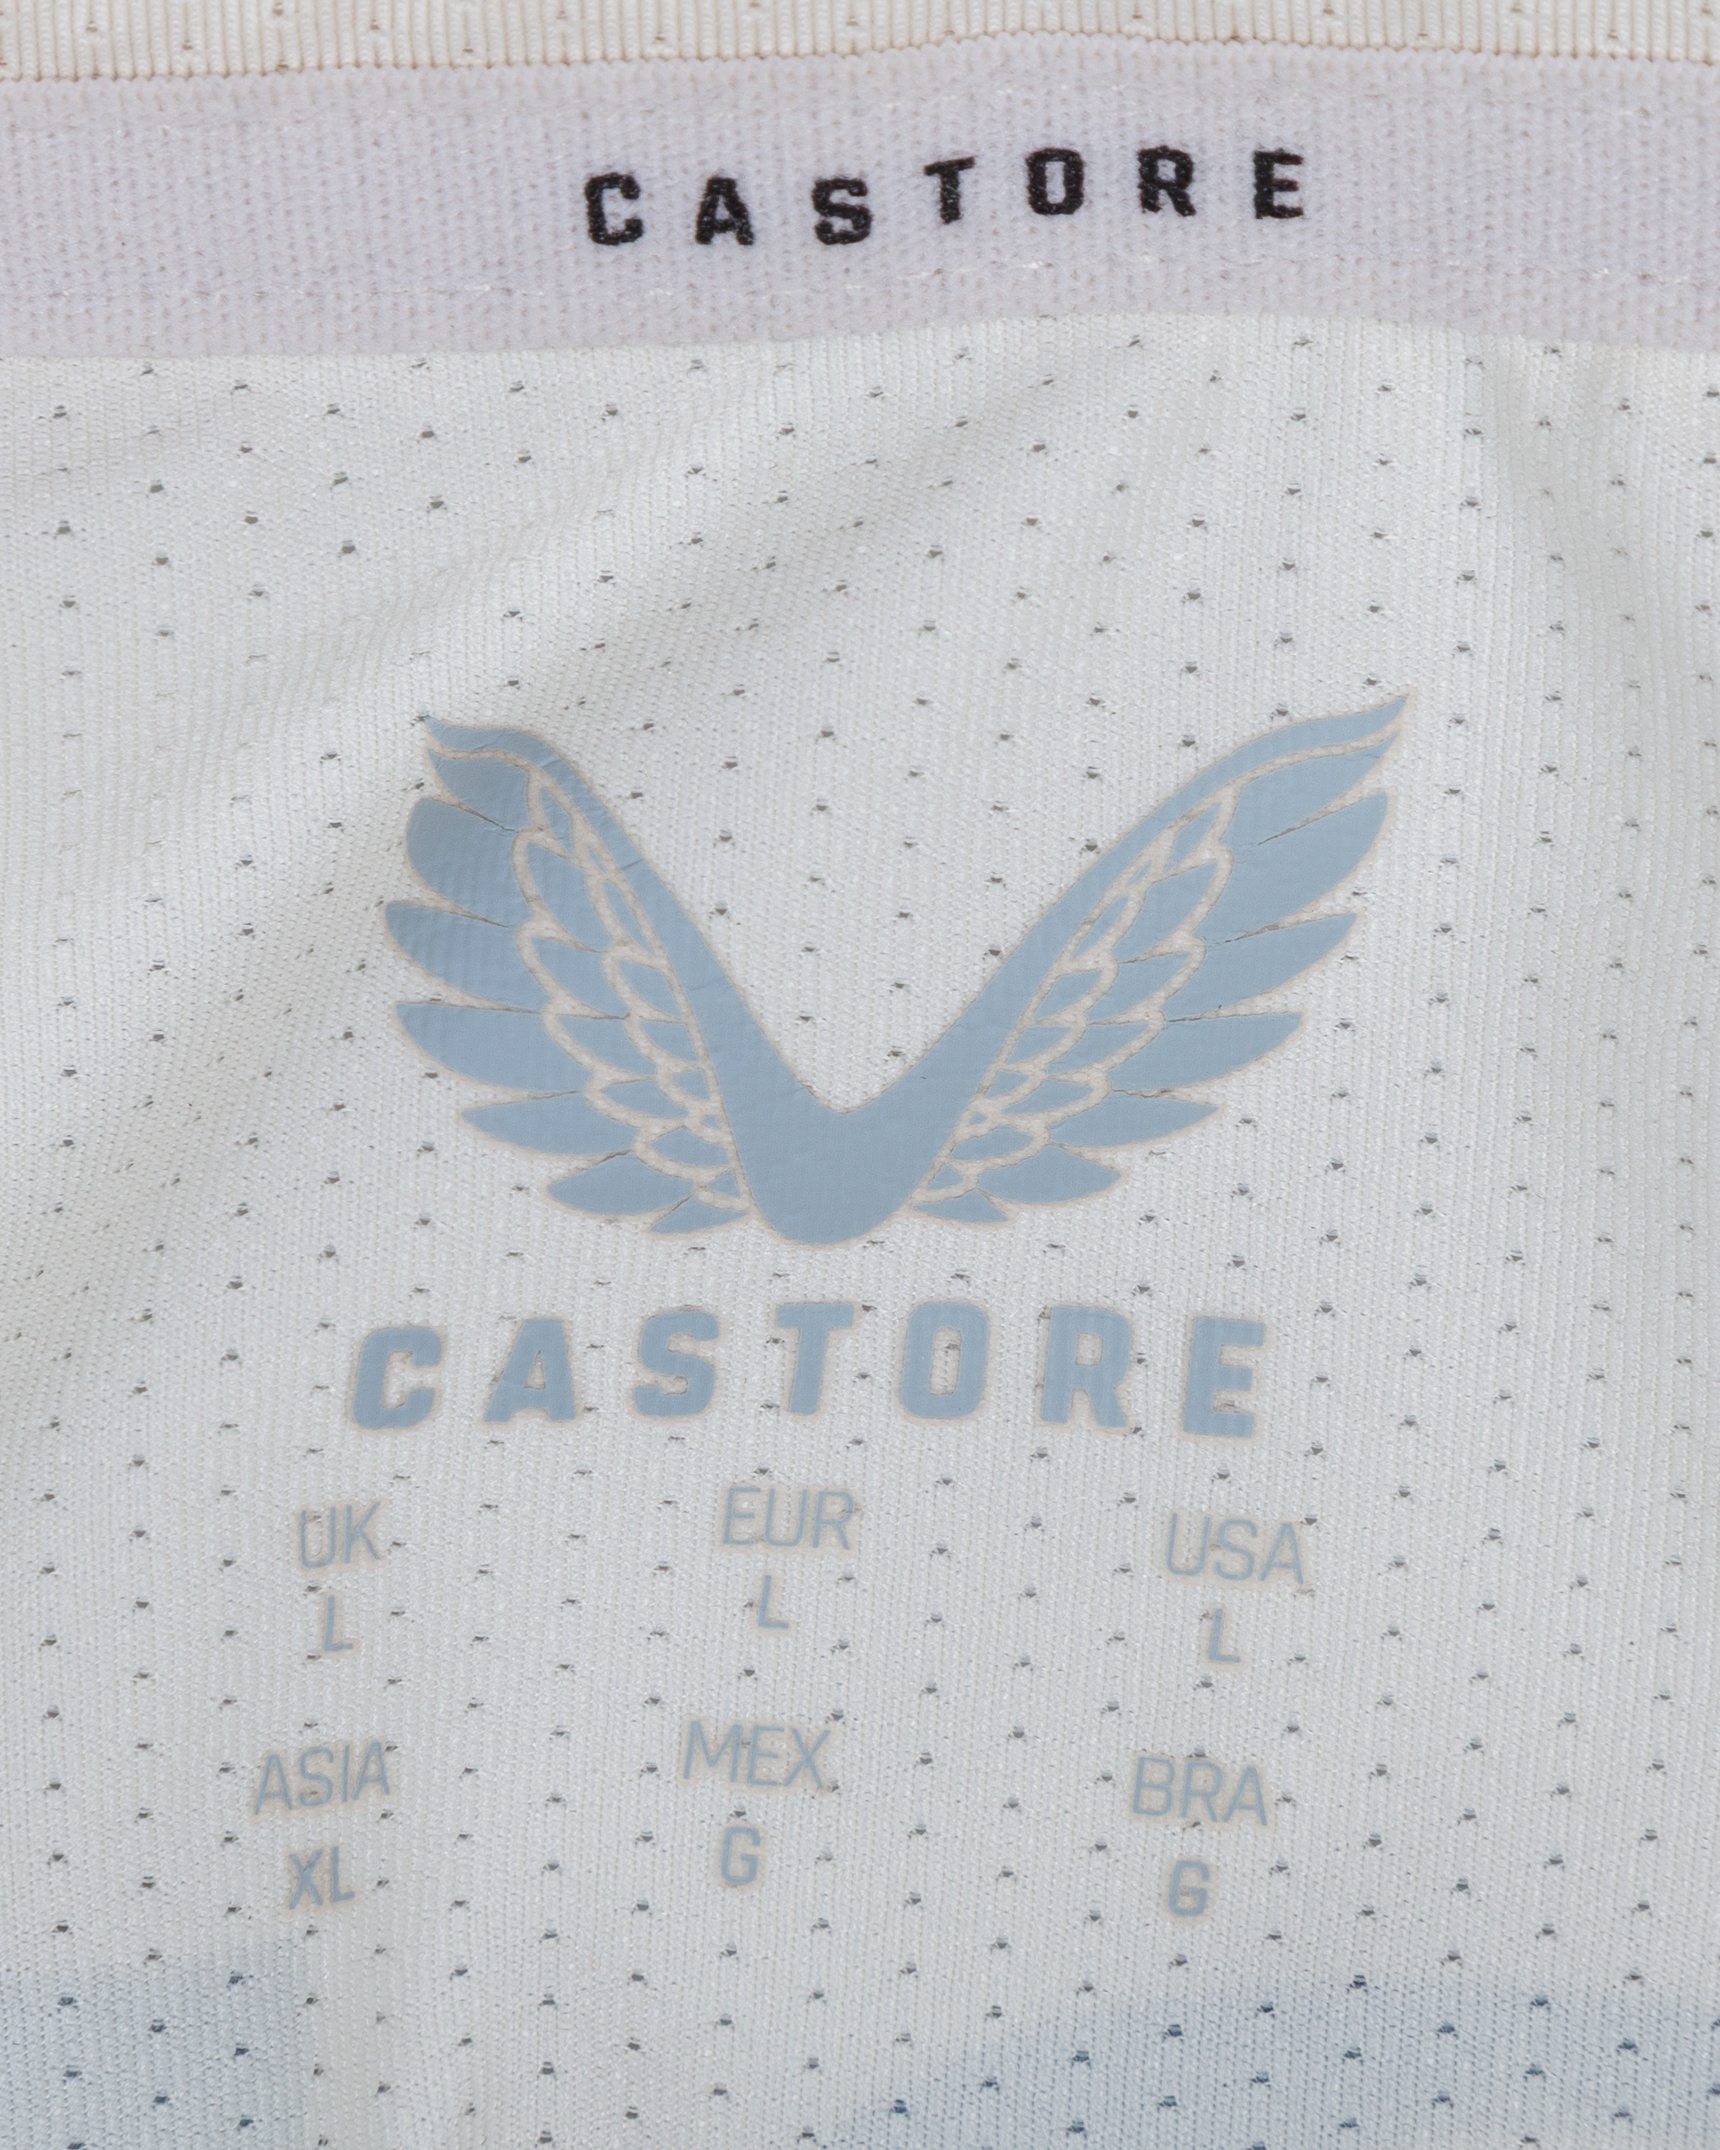 CASTORE
CASTORE
UK EUR USA
L L L
ASIA MEX BRA
XL G G